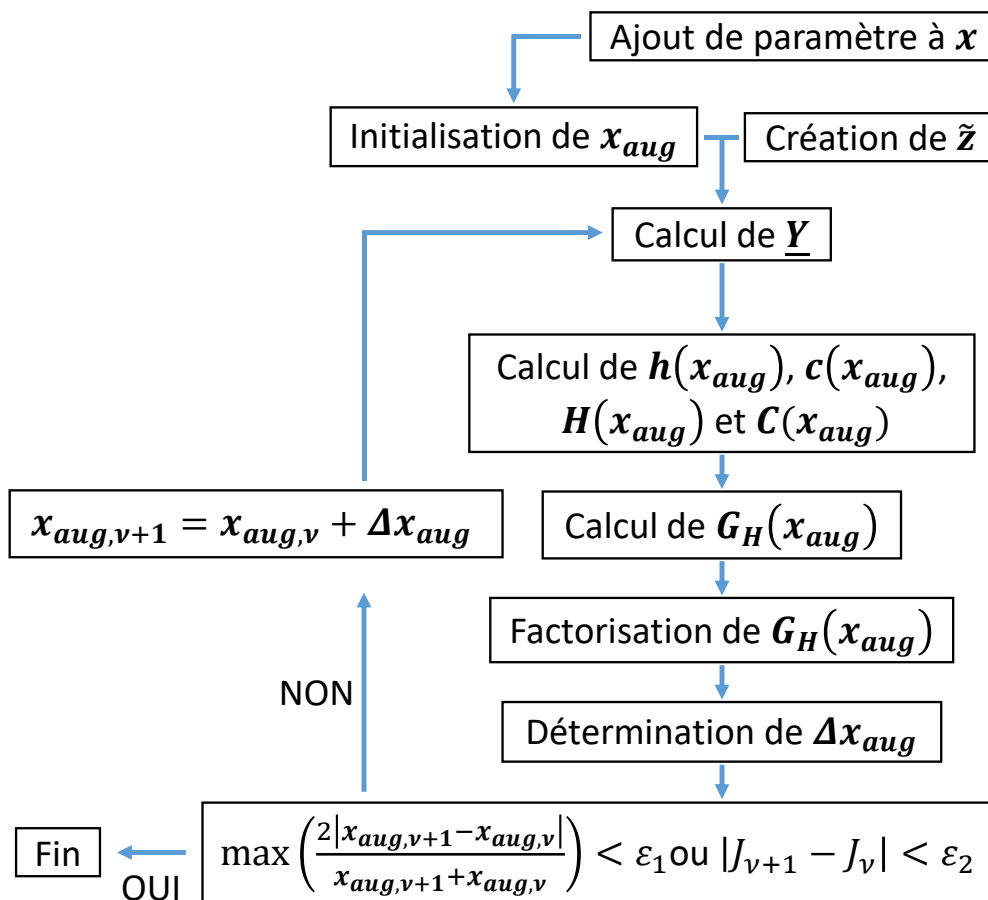 Ajout de paramètre à x
Initialisation de x_aug
Création de z̃
Calcul de Y
Calcul de h(x_aug), c(x_aug),
H(x_aug) et C(x_aug)
x_aug,ν+1 = x_aug,ν + Δx_aug
Calcul de G_H(x_aug)
Factorisation de G_H(x_aug)
NON
Détermination de Δx_aug
Fin
OUI
max(2|x_aug,ν+1−x_aug,ν| / x_aug,ν+1+x_aug,ν) < ε₁ou |J_ν+1 − J_ν| < ε₂